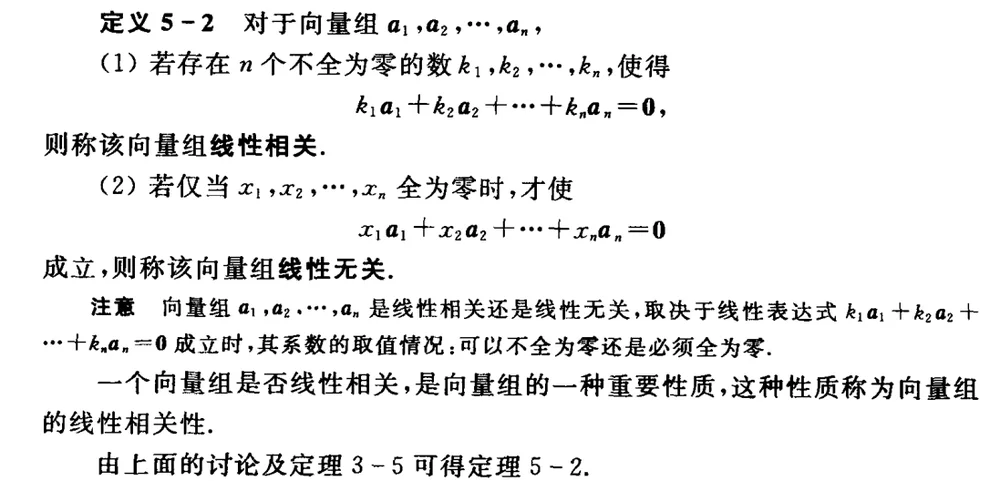 定义5-2 对于向量组 a₁,a₂,⋯,aₙ,
(1) 若存在 n 个不全为零的数 k₁,k₂,⋯,kₙ,使得
k₁a₁+k₂a₂+⋯+kₙaₙ=0,
则称该向量组线性相关.
(2) 若仅当 x₁,x₂,⋯,xₙ 全为零时,才使
x₁a₁+x₂a₂+⋯+xₙaₙ=0
成立,则称该向量组线性无关.
注意 向量组 a₁,a₂,⋯,aₙ 是线性相关还是线性无关,取决于线性表达式 k₁a₁+k₂a₂+
⋯+kₙaₙ=0 成立时,其系数的取值情况:可以不全为零还是必须全为零.
一个向量组是否线性相关,是向量组的一种重要性质,这种性质称为向量组
的线性相关性.
由上面的讨论及定理3-5可得定理5-2.